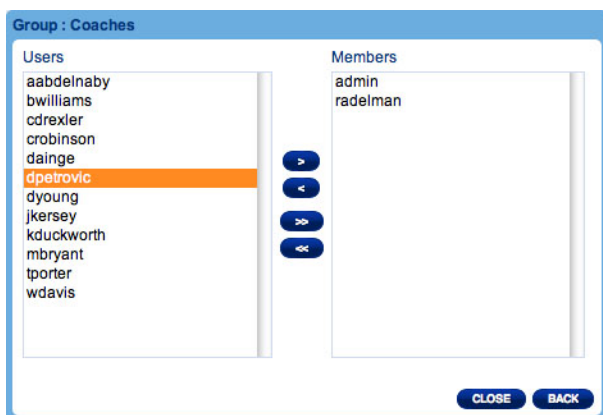 Group : Coaches
Users
aabdelnaby
bwilliams
cdrexler
crobinson
dainge
dpetrovic
dyoung
jkersey
kduckworth
mbryant
tporter
wdavis
>
<
>>
<<
Members
admin
radelman
CLOSE BACK